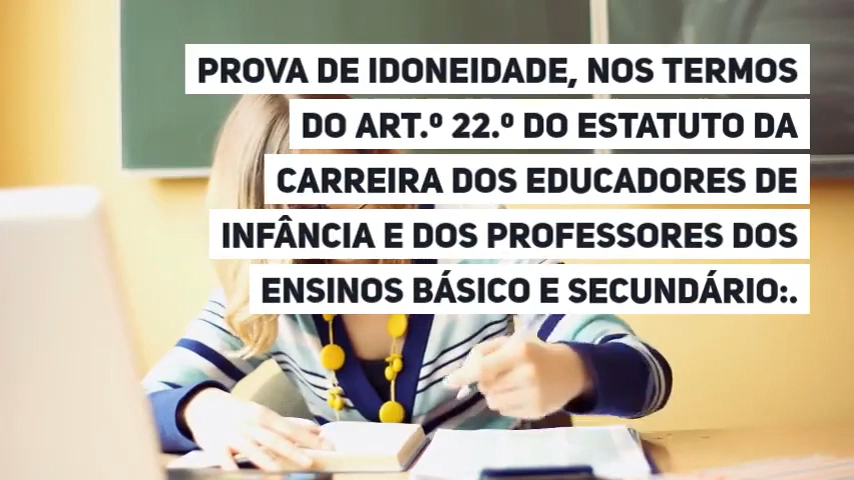 PROVA DE IDONEIDADE, NOS TERMOS
DO ART.º 22.º DO ESTATUTO DA
CARREIRA DOS EDUCADORES DE
INFÂNCIA E DOS PROFESSORES DOS
ENSINOS BÁSICO E SECUNDÁRIO:.